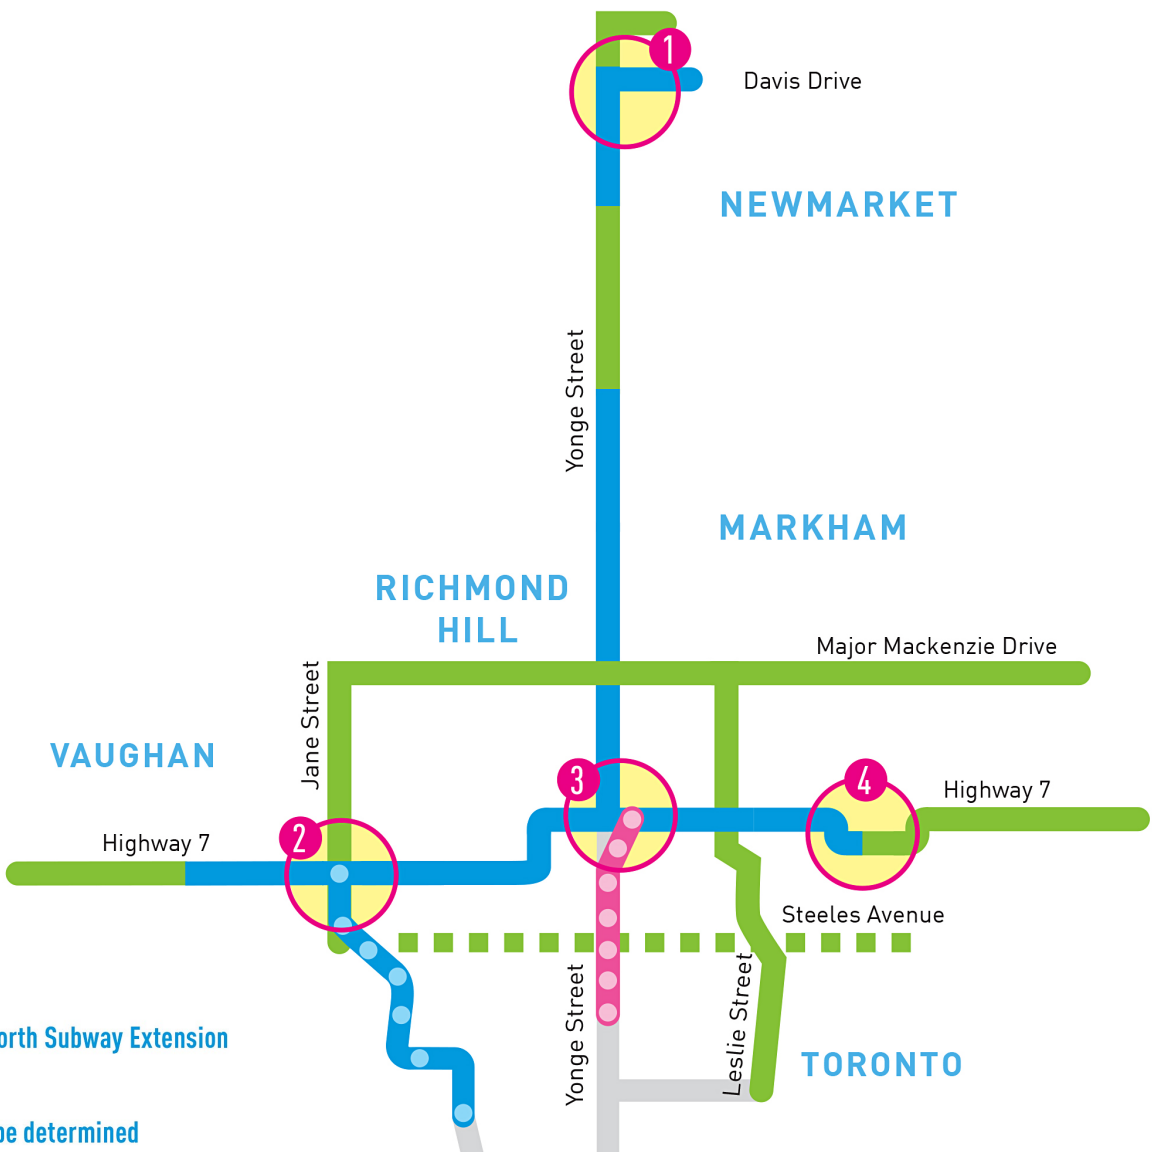 1
Davis Drive
NEWMARKET
Yonge Street
MARKHAM
RICHMOND
HILL
Major Mackenzie Drive
Jane Street
VAUGHAN
3
4
Highway 7
2
Highway 7
Steeles Avenue
Yonge Street
Leslie Street
orth Subway Extension
TORONTO
be determined